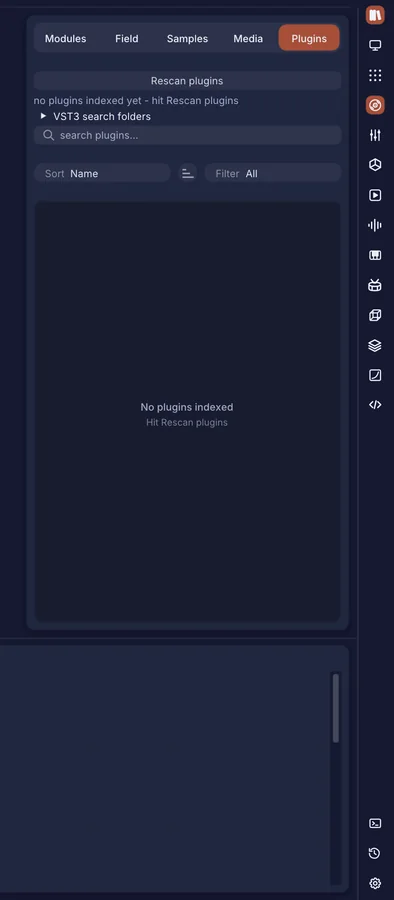 Modules Field Samples Media Plugins
Rescan plugins
no plugins indexed yet - hit Rescan plugins
VST3 search folders
search plugins...
Sort Name Filter All
No plugins indexed
Hit Rescan plugins